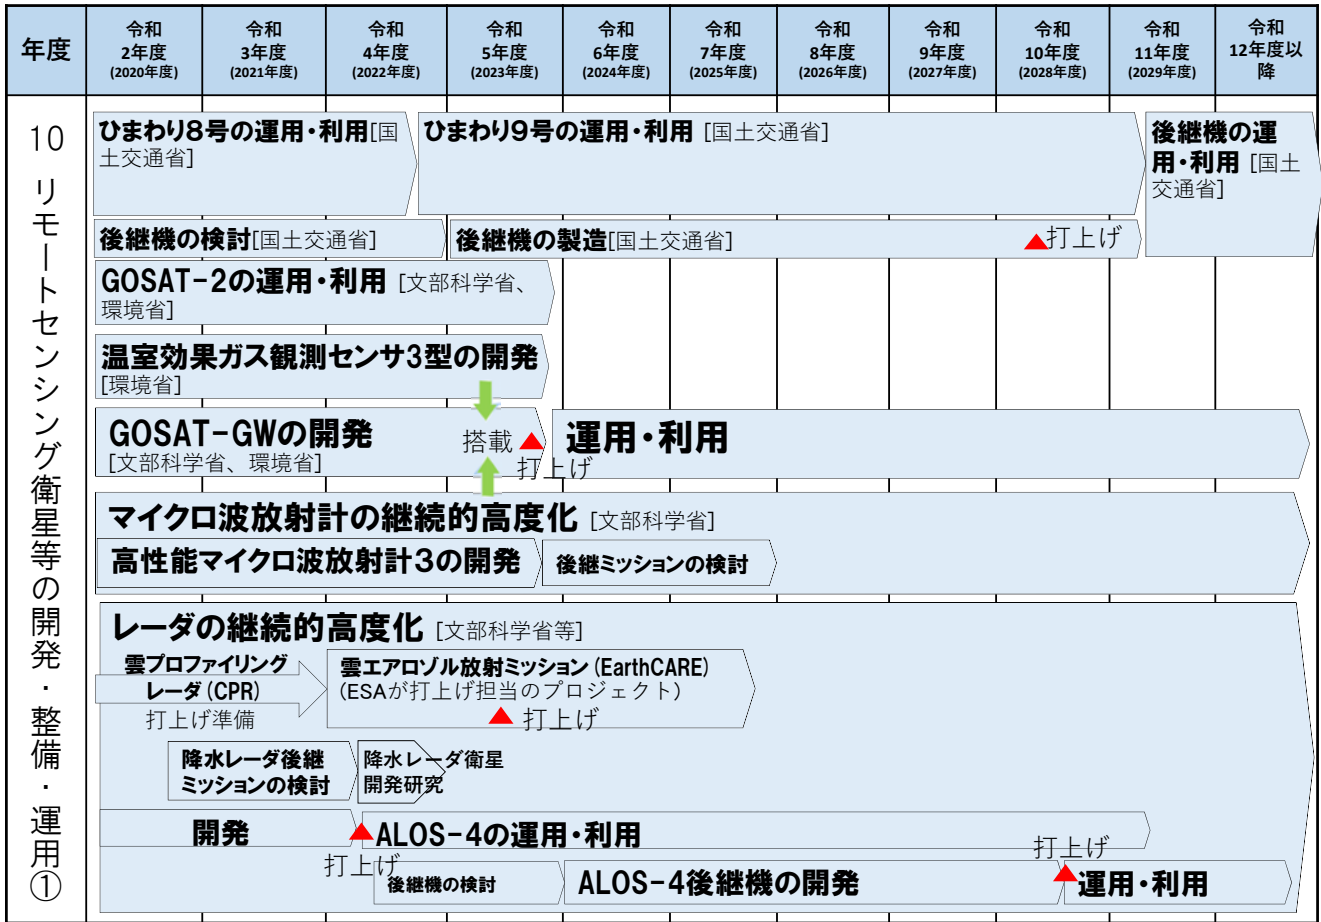 年度
令和
2年度
(2020年度)
令和
3年度
(2021年度)
令和
4年度
(2022年度)
令和
5年度
(2023年度)
令和
6年度
(2024年度)
令和
7年度
(2025年度)
令和
8年度
(2026年度)
令和
9年度
(2027年度)
令和
10年度
(2028年度)
令和
11年度
(2029年度)
令和
12年度以
降
10 リモートセンシング衛星等の開発・整備・運用①
ひまわり8号の運用・利用[国
土交通省]
ひまわり9号の運用・利用 [国土交通省]
後継機の運
用・利用 [国土
交通省]
後継機の検討[国土交通省]
後継機の製造[国土交通省]
打上げ
GOSAT-2の運用・利用 [文部科学省、
環境省]
温室効果ガス観測センサ3型の開発
[環境省]
GOSAT-GWの開発
[文部科学省、環境省]
搭載
打上げ
運用・利用
マイクロ波放射計の継続的高度化 [文部科学省]
高性能マイクロ波放射計3の開発
後継ミッションの検討
レーダの継続的高度化 [文部科学省等]
雲プロファイリング
レーダ(CPR)
打上げ準備
雲エアロゾル放射ミッション(EarthCARE)
(ESAが打上げ担当のプロジェクト)
打上げ
降水レーダ後継
ミッションの検討
降水レーダ衛星
開発研究
開発
打上げ
ALOS-4の運用・利用
後継機の検討
ALOS-4後継機の開発
打上げ
運用・利用